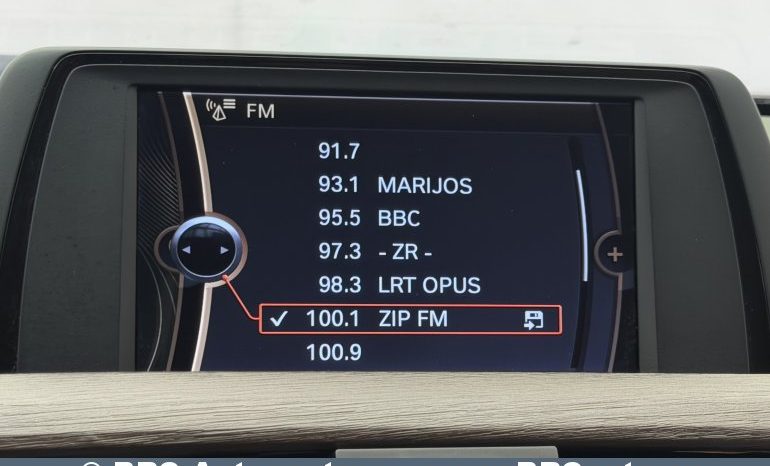 FM
91.7
93.1 MARIJOS
95.5 BBC
97.3 - ZR -
98.3 LRT OPUS
✓ 100.1 ZIP FM
100.9